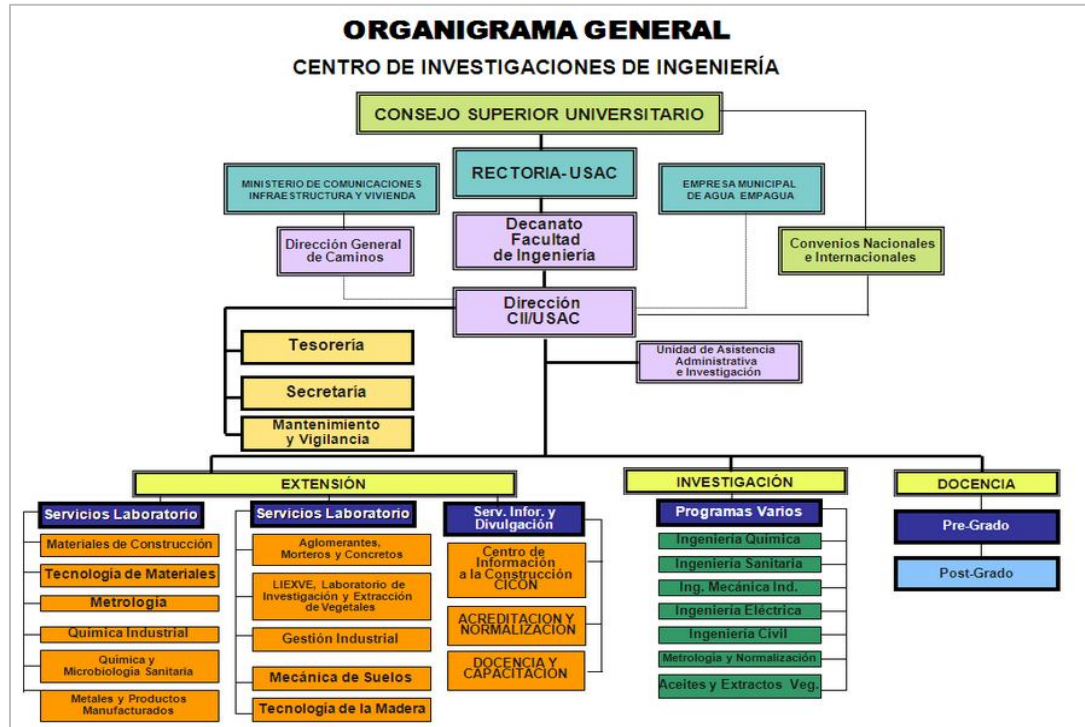 ORGANIGRAMA GENERAL
CENTRO DE INVESTIGACIONES DE INGENIERÍA
CONSEJO SUPERIOR UNIVERSITARIO
RECTORIA- USAC
MINISTERIO DE COMUNICACIONES
INFRAESTRUCTURA Y VIVIENDA
EMPRESA MUNICIPAL
DE AGUA EMPAGUA
Decanato
Facultad
de Ingeniería
Dirección General
de Caminos
Convenios Nacionales
e Internacionales
Dirección
CII/USAC
Tesorería
Secretaría
Mantenimiento
y Vigilancia
Unidad de Asistencia
Administrativa
e Investigación
EXTENSIÓN
Servicios Laboratorio
Materiales de Construcción
Tecnología de Materiales
Metrología
Química Industrial
Química y
Microbiología Sanitaria
Metales y Productos
Manufacturados
Servicios Laboratorio
Aglomerantes,
Morteros y Concretos
LIEXVE, Laboratorio de
Investigación y Extracción
de Vegetales
Gestión Industrial
Mecánica de Suelos
Tecnología de la Madera
Serv. Infor. y
Divulgación
Centro de
Información
a la Construcción
CICON
ACREDITACION Y
NORMALIZACIÓN
DOCENCIA Y
CAPACITACIÓN
INVESTIGACIÓN
Programas Varios
Ingeniería Química
Ingeniería Sanitaria
Ing. Mecánica Ind.
Ingeniería Eléctrica
Ingeniería Civil
Metrología y Normalización
Aceites y Extractos Veg.
DOCENCIA
Pre-Grado
Post-Grado